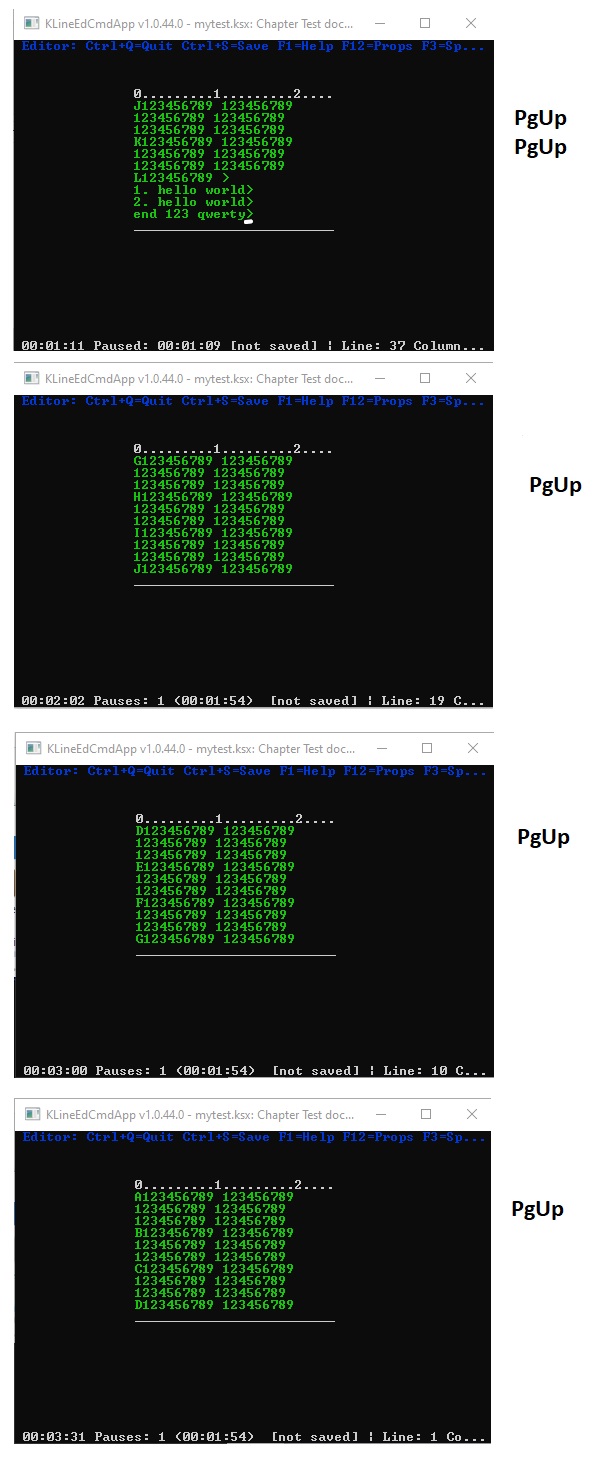 KLineEdCmdApp v1.0.44.0 - mytest.ksx: Chapter Test doc...
Editor: Ctrl+Q=Quit Ctrl+S=Save F1=Help F12=Props F3=Sp...
0.........1.........2....
J123456789 123456789
123456789 123456789
123456789 123456789
K123456789 123456789
123456789 123456789
123456789 123456789
L123456789 >
1. hello world>
2. hello world>
end 123 qwerty>
00:01:11 Paused: 00:01:09 [not saved] ¦ Line: 37 Column...
PgUp
PgUp
KLineEdCmdApp v1.0.44.0 - mytest.ksx: Chapter Test doc...
Editor: Ctrl+Q=Quit Ctrl+S=Save F1=Help F12=Props F3=Sp...
0.........1.........2....
G123456789 123456789
123456789 123456789
123456789 123456789
H123456789 123456789
123456789 123456789
123456789 123456789
I123456789 123456789
123456789 123456789
123456789 123456789
J123456789 123456789
00:02:02 Pauses: 1 (00:01:54)  [not saved] ¦ Line: 19 C...
PgUp
KLineEdCmdApp v1.0.44.0 - mytest.ksx: Chapter Test doc...
Editor: Ctrl+Q=Quit Ctrl+S=Save F1=Help F12=Props F3=Sp...
0.........1.........2....
D123456789 123456789
123456789 123456789
123456789 123456789
E123456789 123456789
123456789 123456789
123456789 123456789
F123456789 123456789
123456789 123456789
123456789 123456789
G123456789 123456789
00:03:00 Pauses: 1 (00:01:54)  [not saved] ¦ Line: 10 C...
PgUp
KLineEdCmdApp v1.0.44.0 - mytest.ksx: Chapter Test doc...
Editor: Ctrl+Q=Quit Ctrl+S=Save F1=Help F12=Props F3=Sp...
0.........1.........2....
A123456789 123456789
123456789 123456789
123456789 123456789
B123456789 123456789
123456789 123456789
123456789 123456789
C123456789 123456789
123456789 123456789
123456789 123456789
D123456789 123456789
00:03:31 Pauses: 1 (00:01:54)  [not saved] ¦ Line: 1 Co...
PgUp